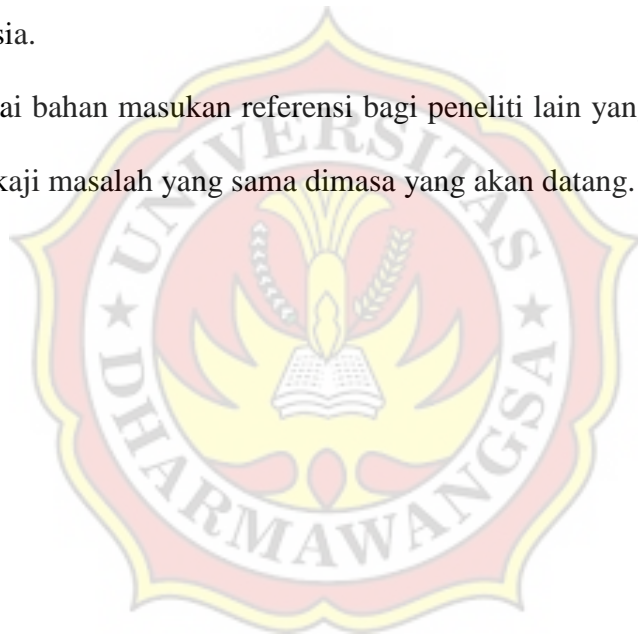 sia.
ai bahan masukan referensi bagi peneliti lain yan
kaji masalah yang sama dimasa yang akan datang.
UNIVERSITAS
DHARMAWANGSA